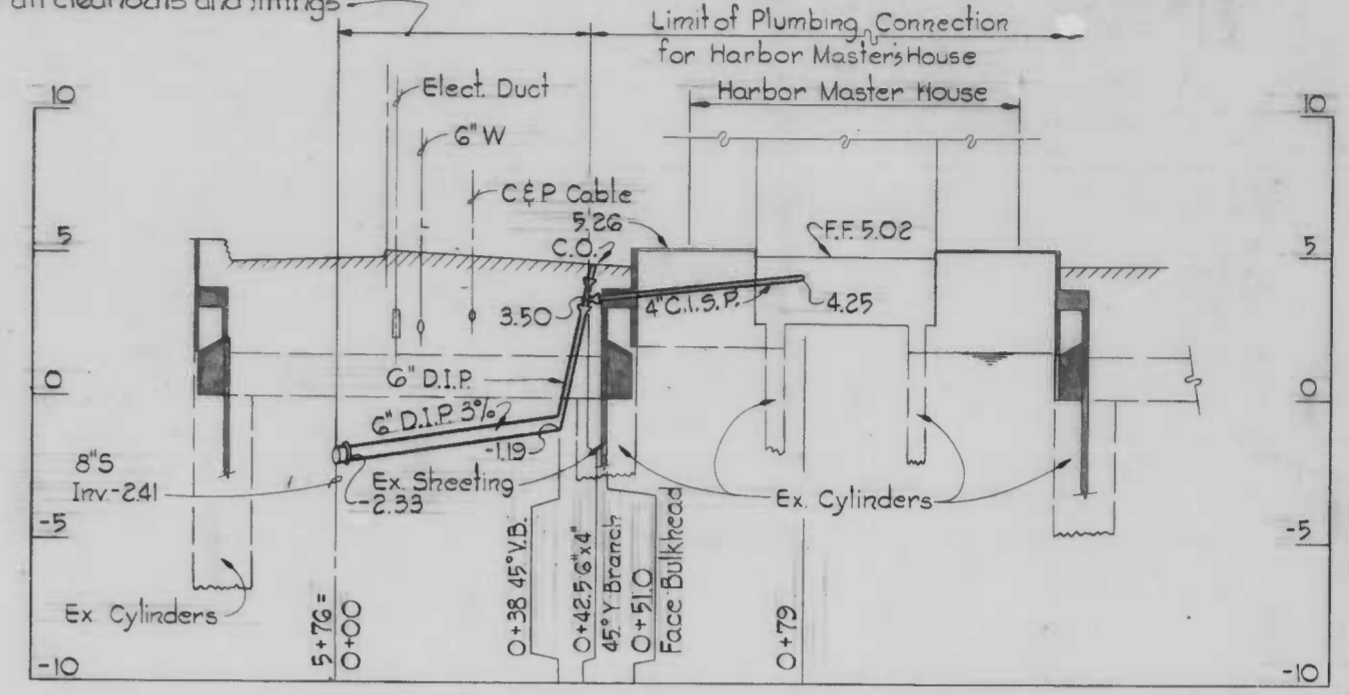 all cleanouts and fittings
Limit of Plumbing Connection
for Harbor Master's House
Harbor Master House
10
10
Elect. Duct
6" W
C & P Cable
5.26
C.O.
F.F. 5.02
5
5
3.50
4" C.I.S.P.
4.25
0
0
6" D.I.P.
6" D.I.P. 3%
-1.19
8" S
Inv.-2.41
Ex. Sheeting
-2.33
Ex. Cylinders
-5
-5
Ex. Cylinders
5+76 =
0+00
0+38 45° V.B.
0+42.5 6"x4"
45° Y Branch
0+51.0
Face Bulkhead
0+79
-10
-10